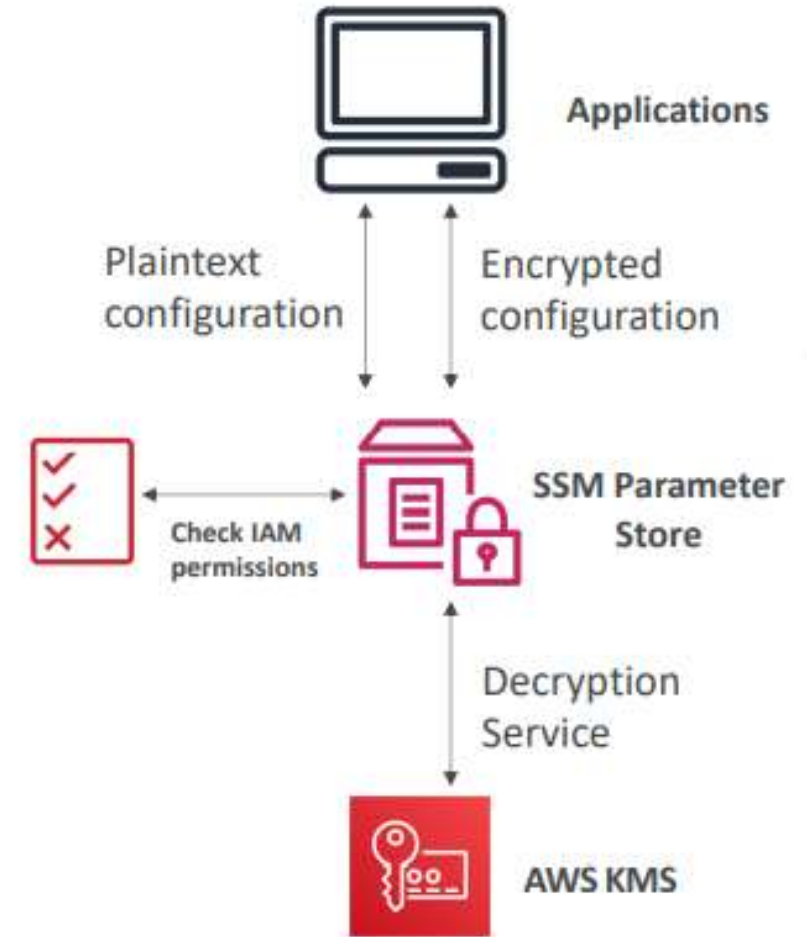 Applications
Plaintext
configuration
Encrypted
configuration
Check IAM
permissions
SSM Parameter
Store
Decryption
Service
AWS KMS